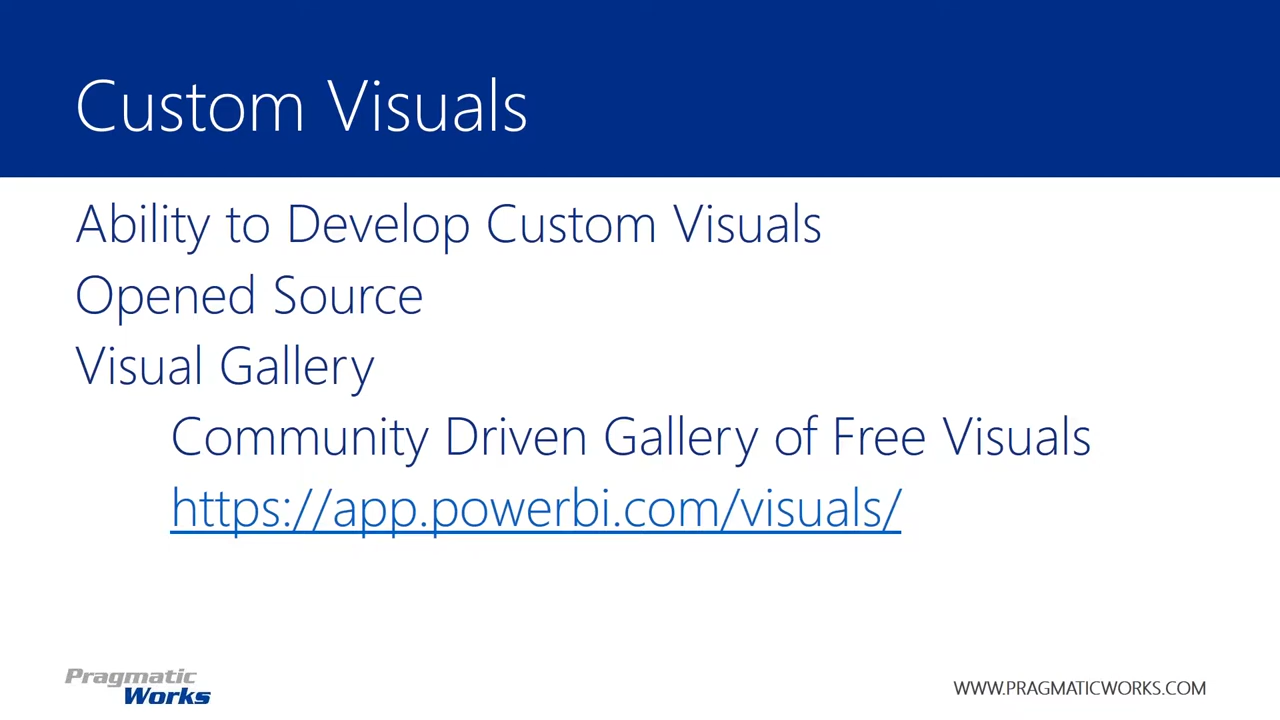 Custom Visuals
Ability to Develop Custom Visuals
Opened Source
Visual Gallery
Community Driven Gallery of Free Visuals
https://app.powerbi.com/visuals/
Pragmatic
Works
WWW.PRAGMATICWORKS.COM